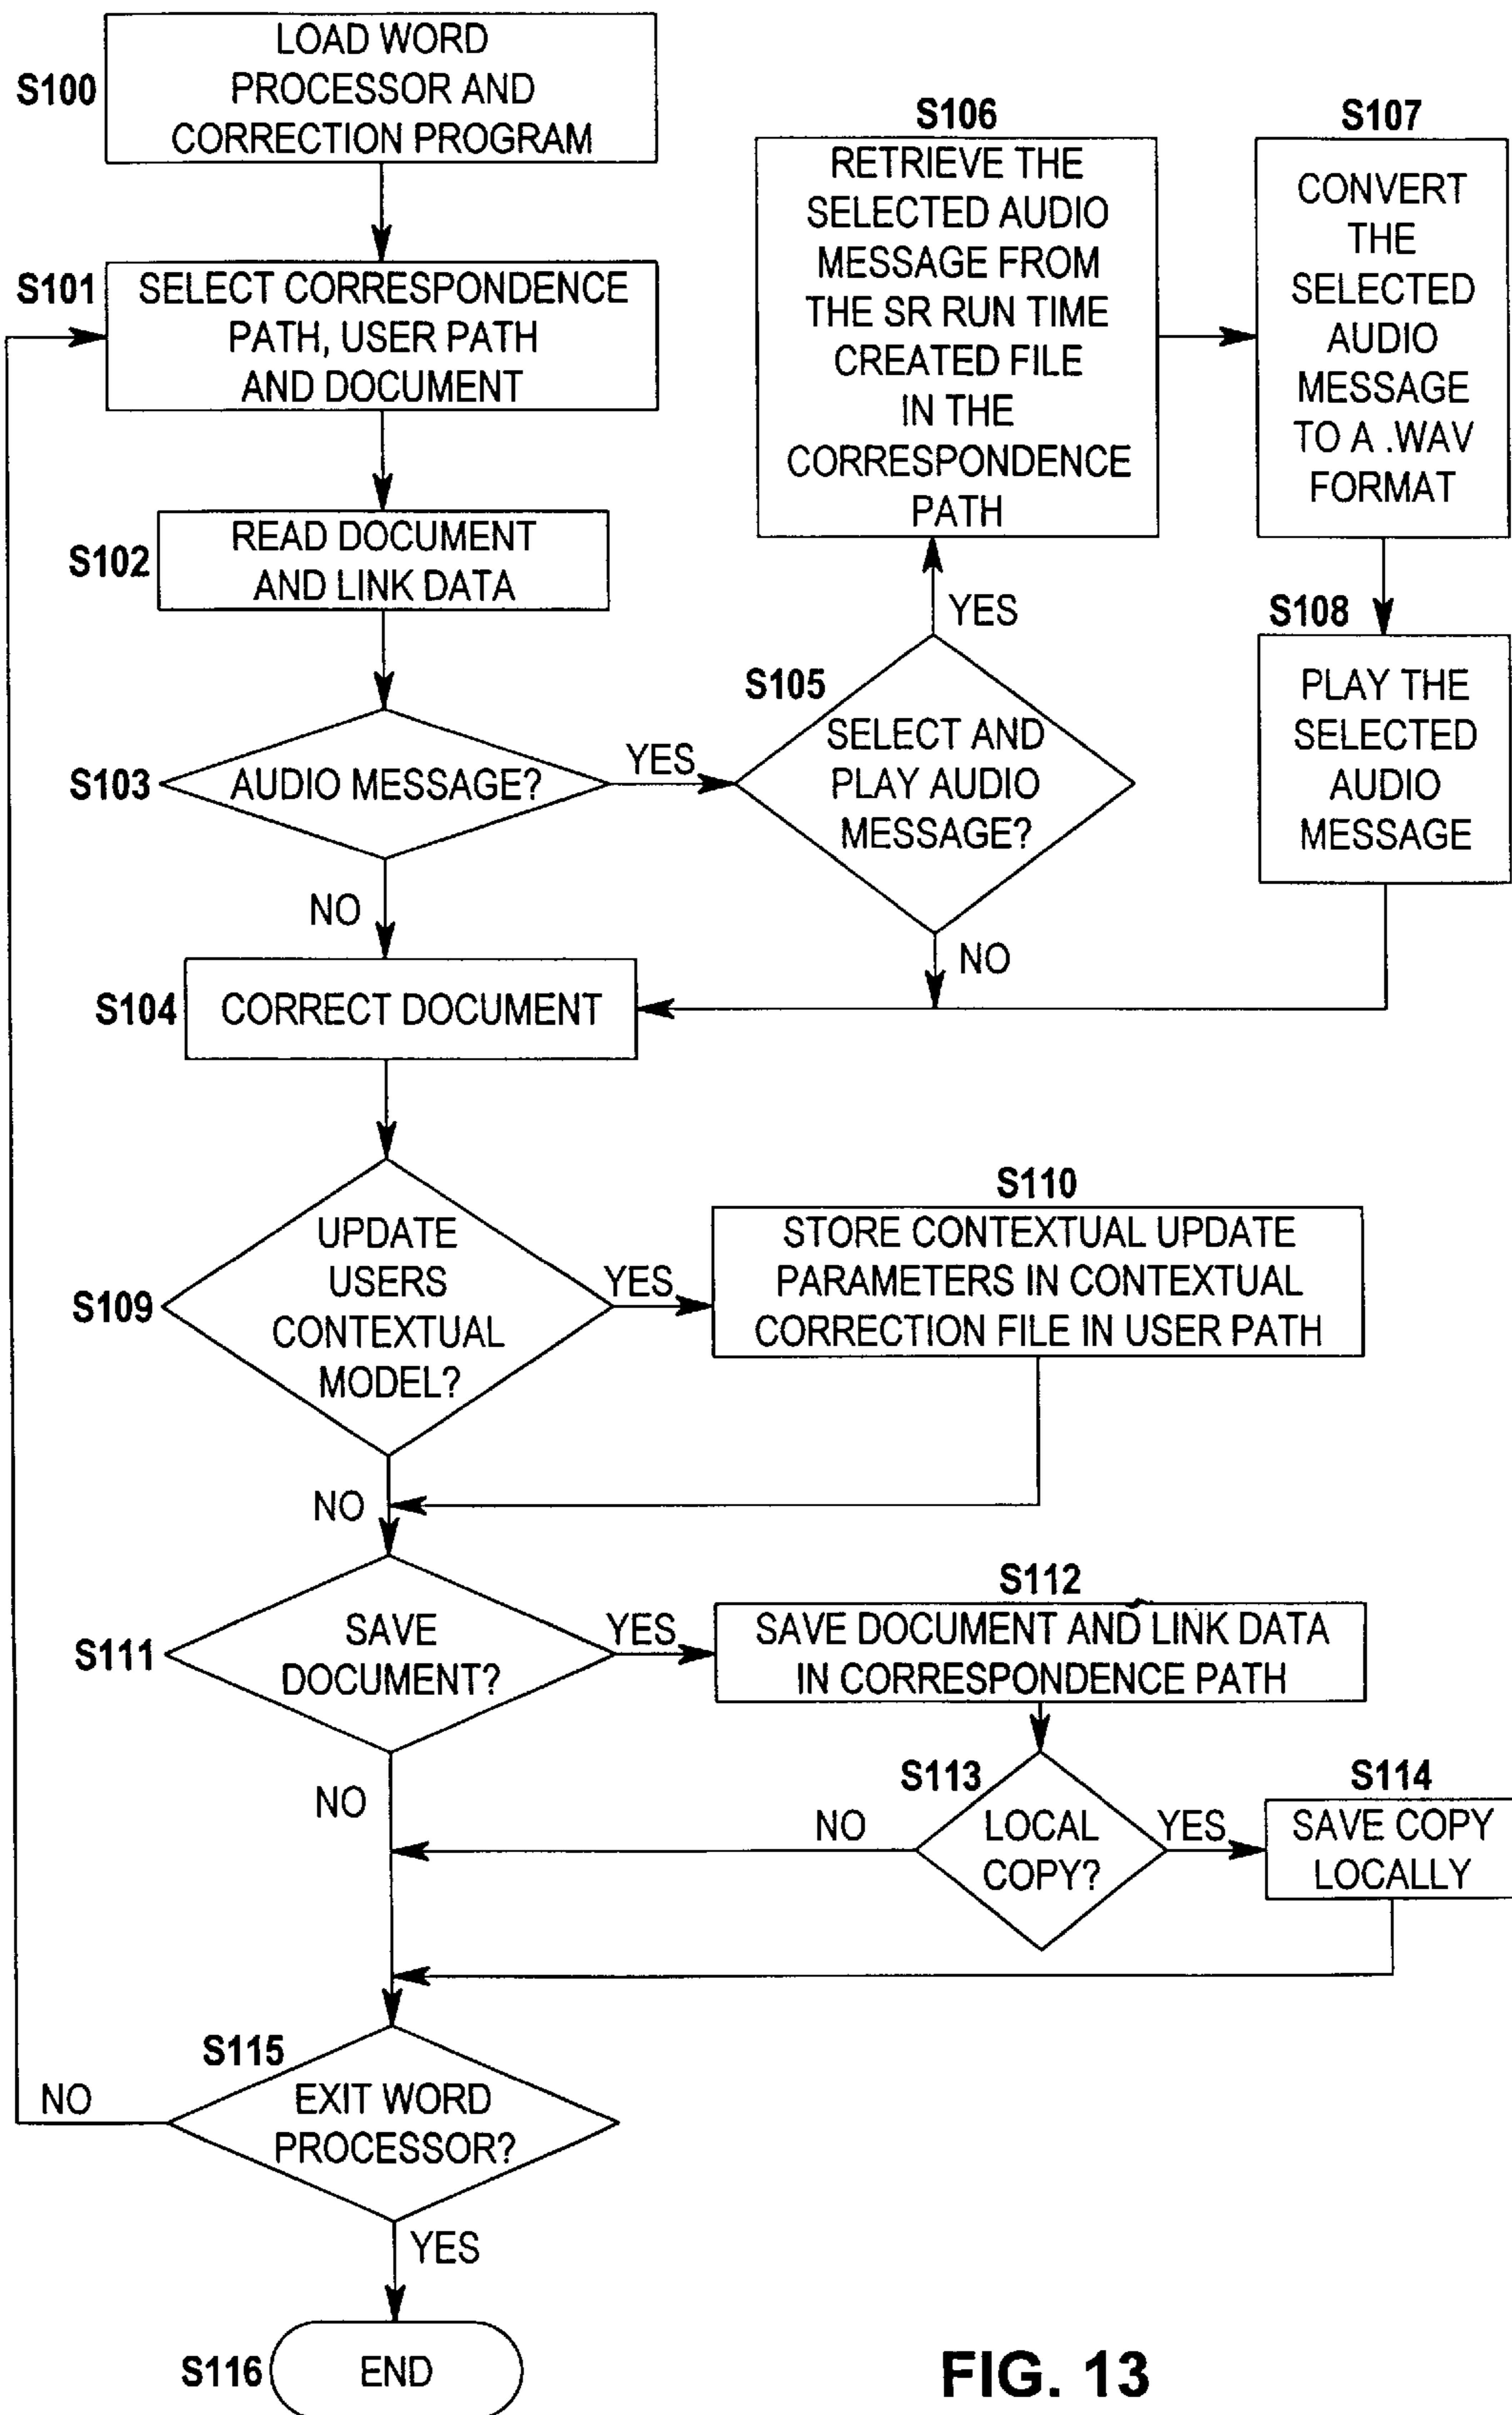 S100
LOAD WORD
PROCESSOR AND
CORRECTION PROGRAM
S101
SELECT CORRESPONDENCE
PATH, USER PATH
AND DOCUMENT
S102
READ DOCUMENT
AND LINK DATA
S103
AUDIO MESSAGE?
YES
NO
S105
SELECT AND
PLAY AUDIO
MESSAGE?
YES
NO
S106
RETRIEVE THE
SELECTED AUDIO
MESSAGE FROM
THE SR RUN TIME
CREATED FILE
IN THE
CORRESPONDENCE
PATH
S107
CONVERT
THE
SELECTED
AUDIO
MESSAGE
TO A .WAV
FORMAT
S108
PLAY THE
SELECTED
AUDIO
MESSAGE
S104
CORRECT DOCUMENT
S109
UPDATE
USERS
CONTEXTUAL
MODEL?
YES
NO
S110
STORE CONTEXTUAL UPDATE
PARAMETERS IN CONTEXTUAL
CORRECTION FILE IN USER PATH
S111
SAVE
DOCUMENT?
YES
NO
S112
SAVE DOCUMENT AND LINK DATA
IN CORRESPONDENCE PATH
S113
LOCAL
COPY?
NO
YES
S114
SAVE COPY
LOCALLY
S115
EXIT WORD
PROCESSOR?
NO
YES
S116
END
FIG. 13